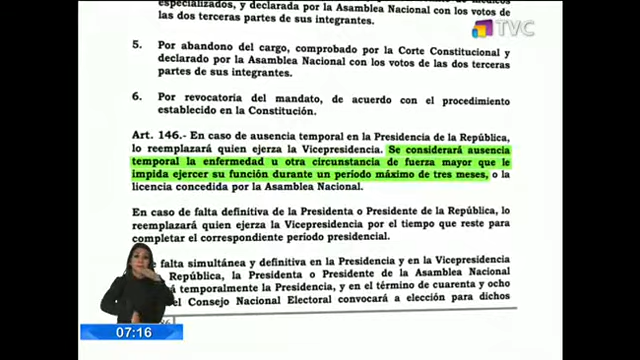 especializados, y declarada por la Asamblea Nacional con los votos de
las dos terceras partes de sus integrantes.
TVC
5. Por abandono del cargo, comprobado por la Corte Constitucional y
declarado por la Asamblea Nacional con los votos de las dos terceras
partes de sus integrantes.
6. Por revocatoria del mandato, de acuerdo con el procedimiento
establecido en la Constitución.
Art. 146.- En caso de ausencia temporal en la Presidencia de la República,
lo reemplazará quien ejerza la Vicepresidencia. Se considerará ausencia
temporal la enfermedad u otra circunstancia de fuerza mayor que le
impida ejercer su función durante un período máximo de tres meses, o la
licencia concedida por la Asamblea Nacional.
En caso de falta definitiva de la Presidenta o Presidente de la República, lo
reemplazará quien ejerza la Vicepresidencia por el tiempo que reste para
completar el correspondiente período presidencial.
falta simultánea y definitiva en la Presidencia y en la Vicepresidencia
República, la Presidenta o Presidente de la Asamblea Nacional
temporalmente la Presidencia, y en el término de cuarenta y ocho
el Consejo Nacional Electoral convocará a elección para dichos
07:16